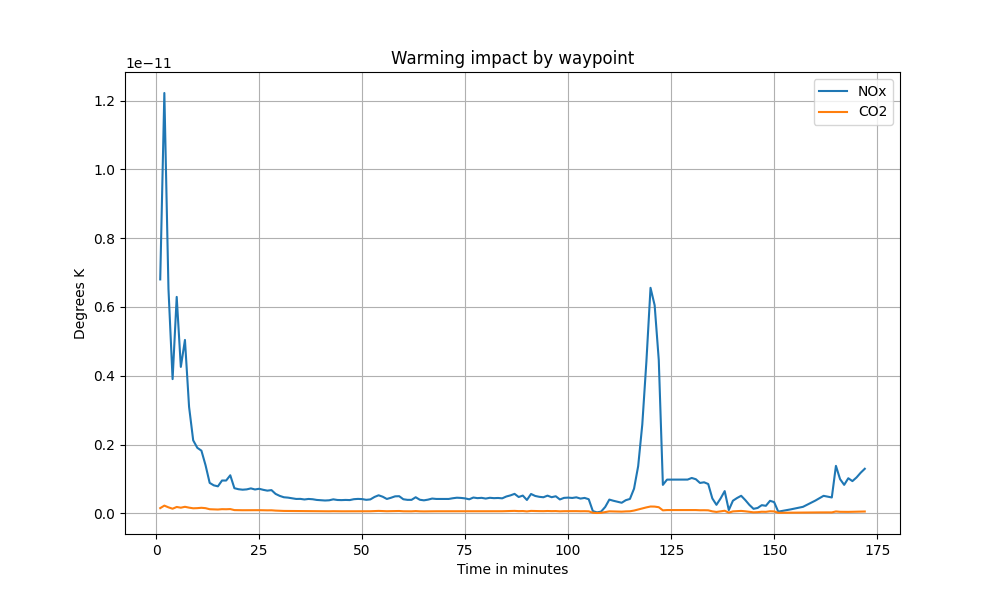 Warming impact by waypoint
1e−11
NOx
CO2
1.2
1.0
0.8
0.6
0.4
0.2
0.0
Degrees K
0 25 50 75 100 125 150 175
Time in minutes